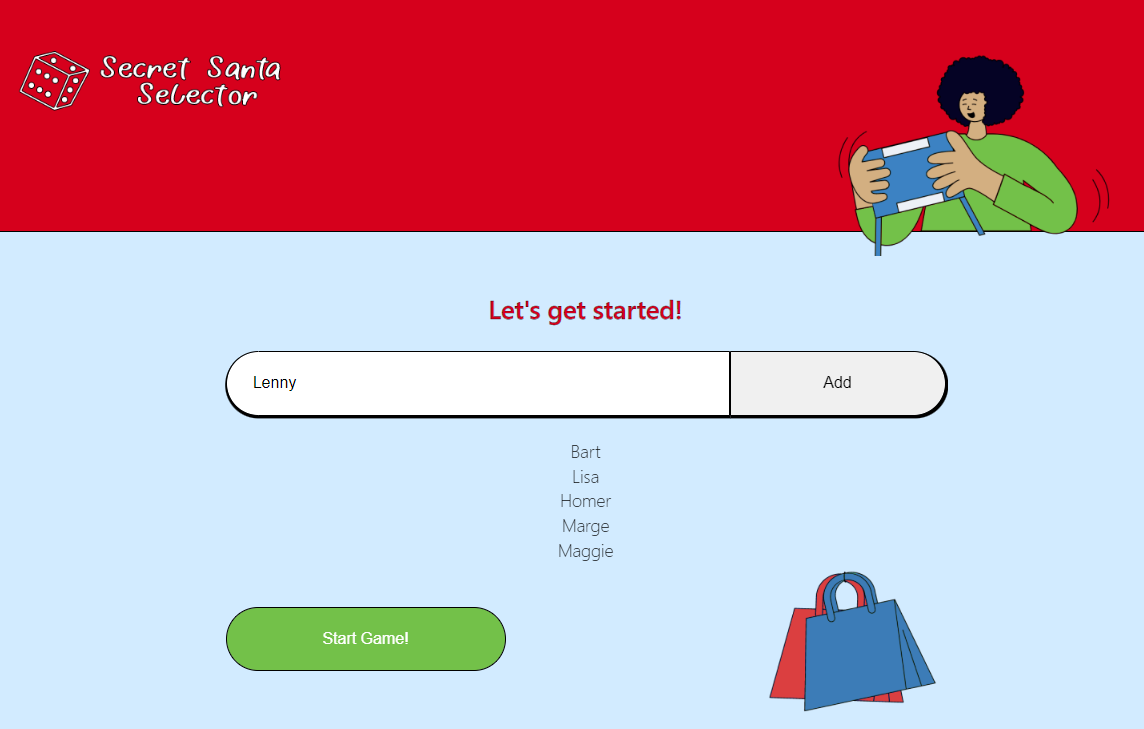 Secret Santa
Selector
Let's get started!
Lenny
Add
Bart
Lisa
Homer
Marge
Maggie
Start Game!